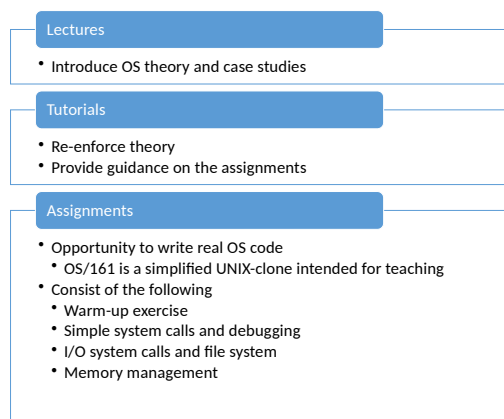 Lectures
• Introduce OS theory and case studies
Tutorials
• Re-enforce theory
• Provide guidance on the assignments
Assignments
• Opportunity to write real OS code
• OS/161 is a simplified UNIX-clone intended for teaching
• Consist of the following
• Warm-up exercise
• Simple system calls and debugging
• I/O system calls and file system
• Memory management